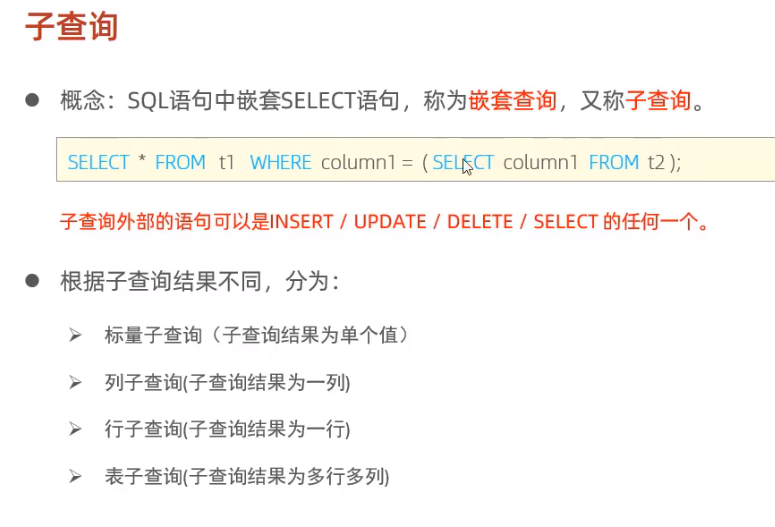 子查询
概念：SQL语句中嵌套SELECT语句，称为嵌套查询，又称子查询。
SELECT * FROM t1 WHERE column1 = ( SELECT column1 FROM t2 );
子查询外部的语句可以是INSERT / UPDATE / DELETE / SELECT 的任何一个。
根据子查询结果不同，分为：
标量子查询（子查询结果为单个值）
列子查询(子查询结果为一列)
行子查询(子查询结果为一行)
表子查询(子查询结果为多行多列)